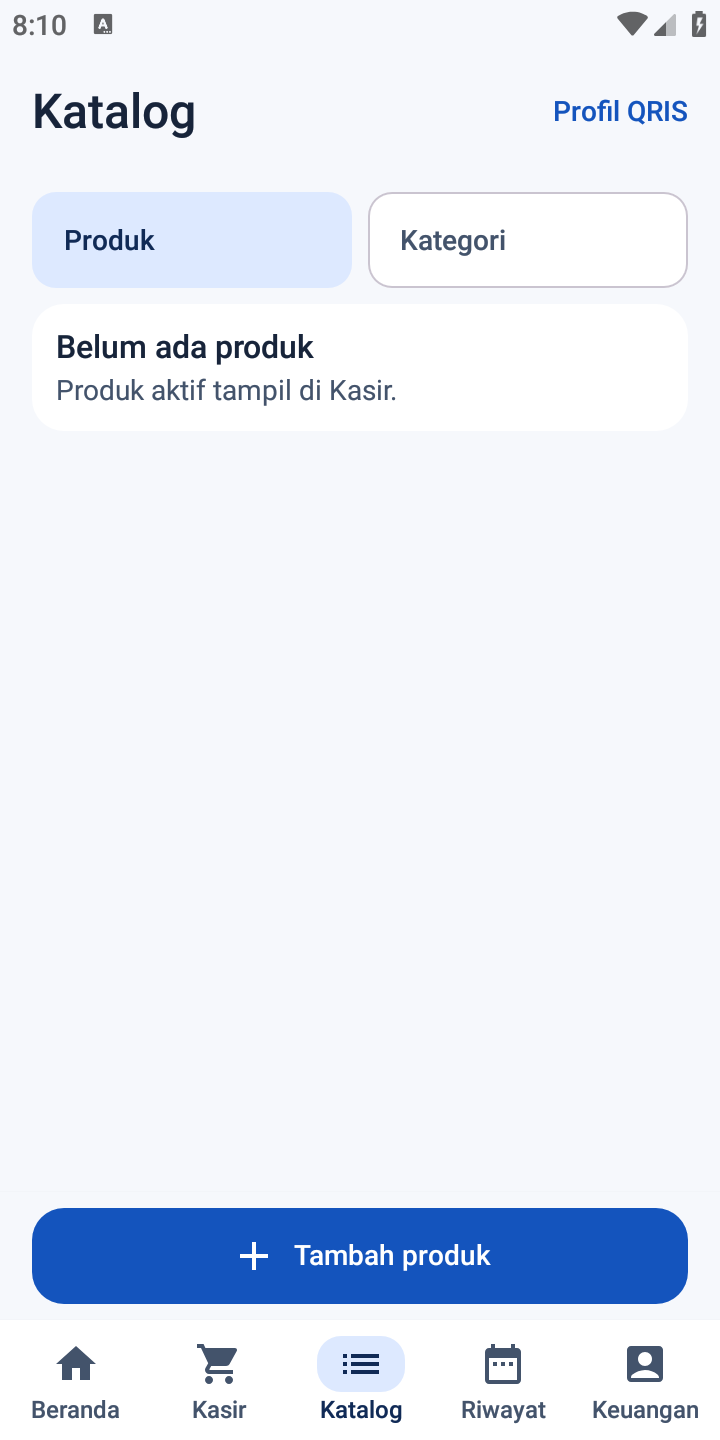 8:10
Katalog
Profil QRIS
Produk
Kategori
Belum ada produk
Produk aktif tampil di Kasir.
Tambah produk
Beranda
Kasir
Katalog
Riwayat
Keuangan